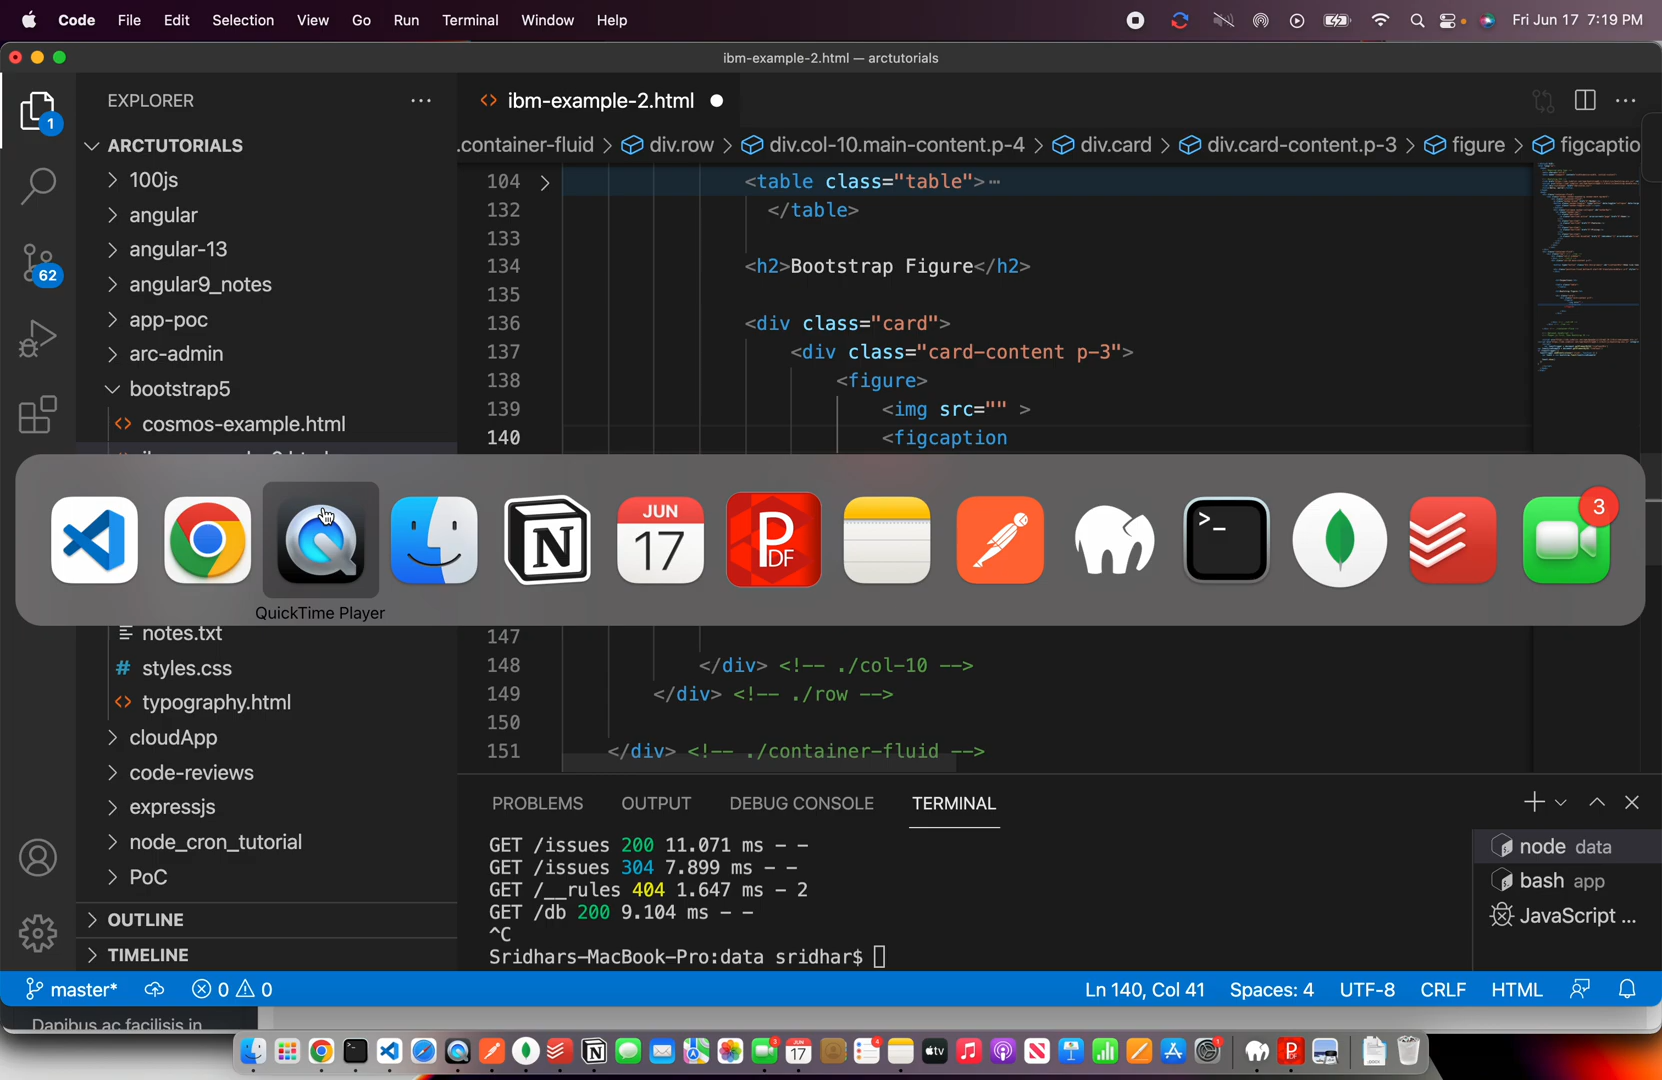 Code File Edit Selection View Go Run Terminal Window Help Fri Jun 17 7:19 PM
ibm-example-2.html — arctutorials
EXPLORER
ibm-example-2.html
1
ARCTUTORIALS
.container-fluid > div.row > div.col-10.main-content.p-4 > div.card > div.card-content.p-3 > figure > figcaptio
100js
104 <table class="table">
angular
132 </table>
133
angular-13
134 <h2>Bootstrap Figure</h2>
62
angular9_notes
135
app-poc
136 <div class="card">
arc-admin
137 <div class="card-content p-3">
bootstrap5
138 <figure>
cosmos-example.html
139 <img src="" >
140 <figcaption
JUN
17
N
PDF
>_
3
QuickTime Player
notes.txt
147
styles.css
148 </div> <!-- ./col-10 -->
typography.html
149 </div> <!-- ./row -->
150
cloudApp
151 </div> <!-- ./container-fluid -->
code-reviews
expressjs
PROBLEMS OUTPUT DEBUG CONSOLE TERMINAL
node_cron_tutorial
PoC
OUTLINE
TIMELINE
GET /issues 200 11.071 ms - -
GET /issues 304 7.899 ms - -
GET /__rules 404 1.647 ms - 2
GET /db 200 9.104 ms - -
^C
Sridhars-MacBook-Pro:data sridhar$
node data
bash app
JavaScript ...
master* 0 0 Ln 140, Col 41 Spaces: 4 UTF-8 CRLF HTML
Dapibus ac facilisis in